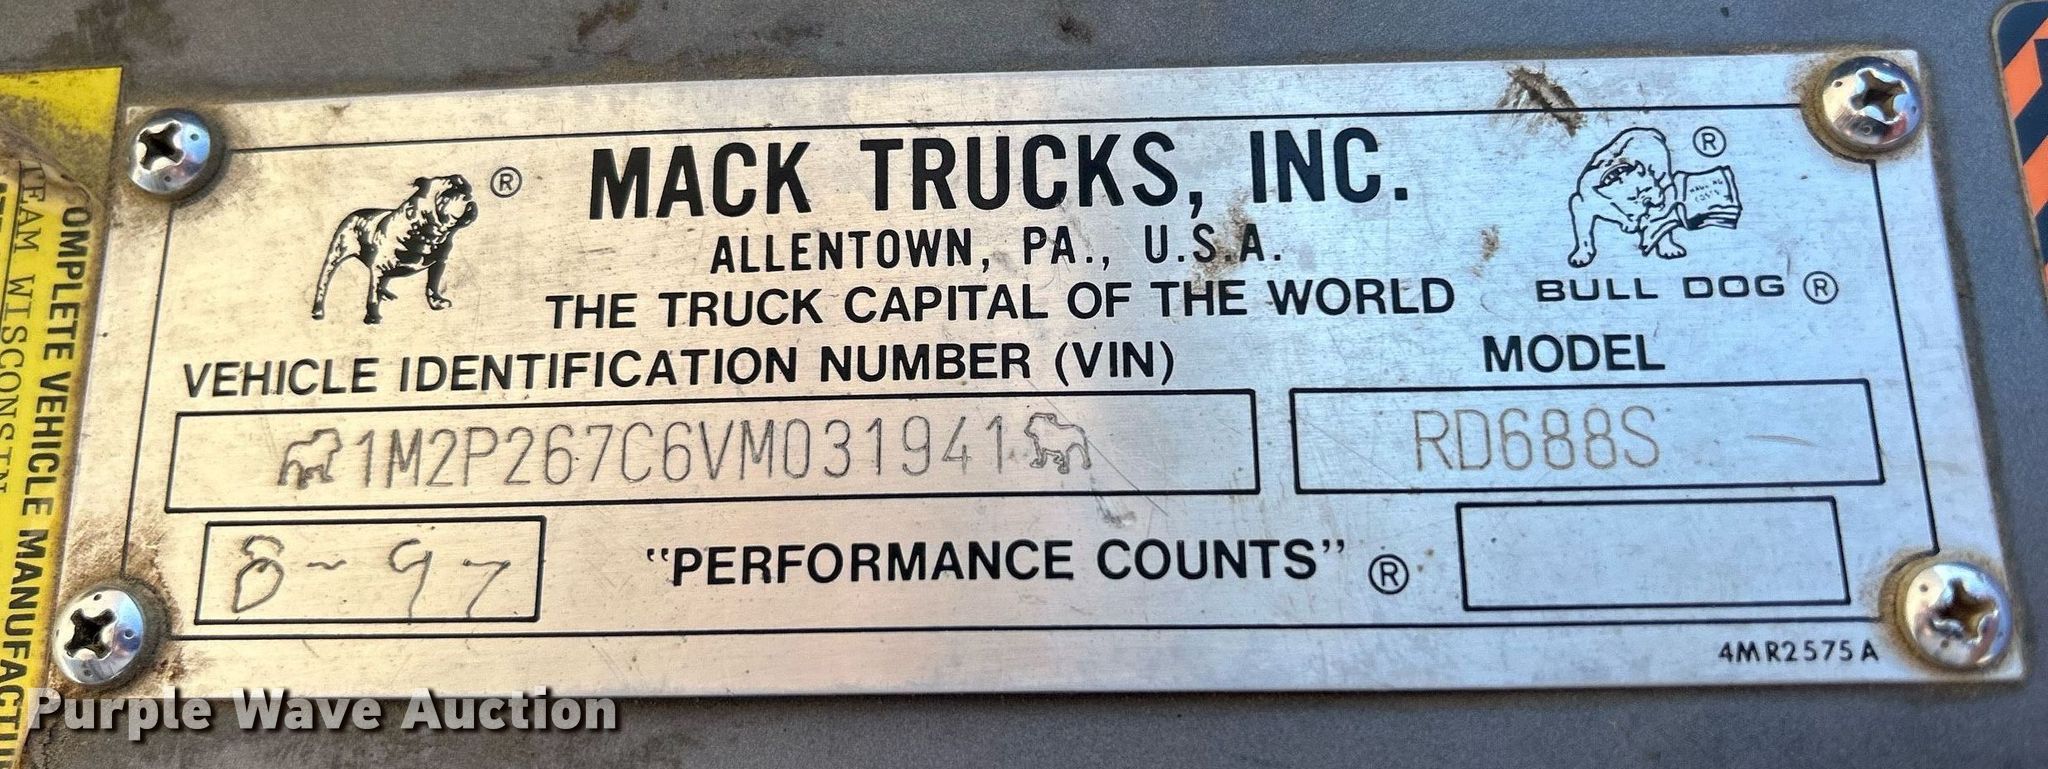 MACK TRUCKS, INC.
ALLENTOWN, PA., U.S.A.
THE TRUCK CAPITAL OF THE WORLD
®
®
BULL DOG ®
VEHICLE IDENTIFICATION NUMBER (VIN)
MODEL
1M2P267C6VM031941
RD688S
8-97
"PERFORMANCE COUNTS" ®
4MR2575A
OMPLETE VEHICLE MANUFACTU
TEAM WISCONSIN
Purple Wave Auction